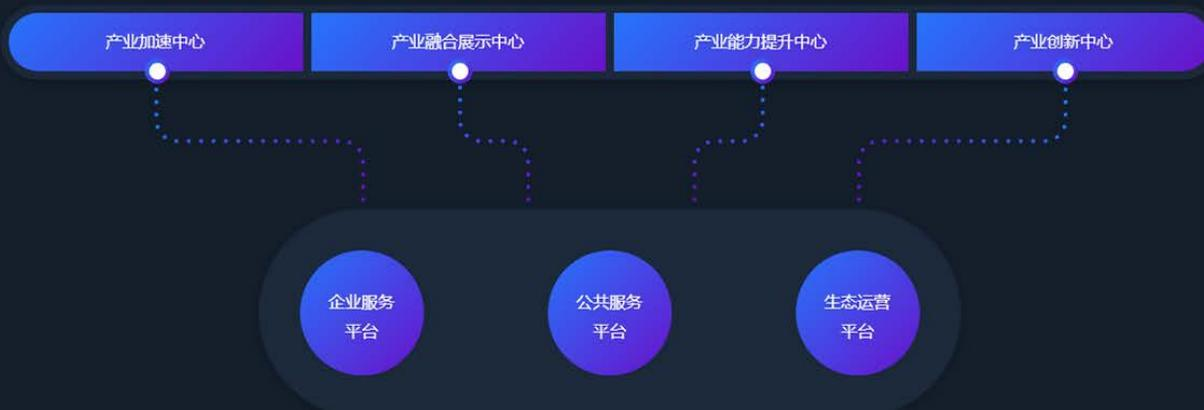 产业加速中心
产业融合展示中心
产业能力提升中心
产业创新中心
企业服务
平台
公共服务
平台
生态运营
平台